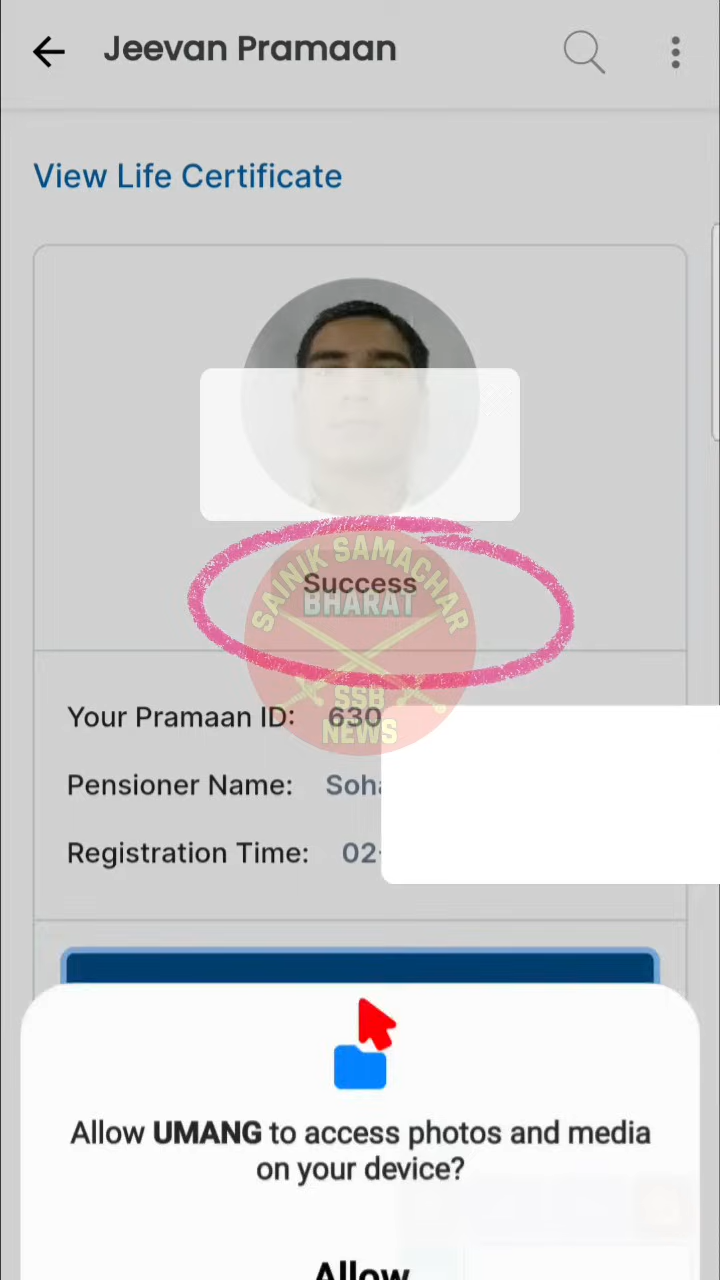 Jeevan Pramaan
View Life Certificate
Success
SAINIK SAMACHAR
BHARAT
SSB
NEWS
Your Pramaan ID: 630
Pensioner Name: Soha
Registration Time: 02-
Allow UMANG to access photos and media
on your device?
Allow